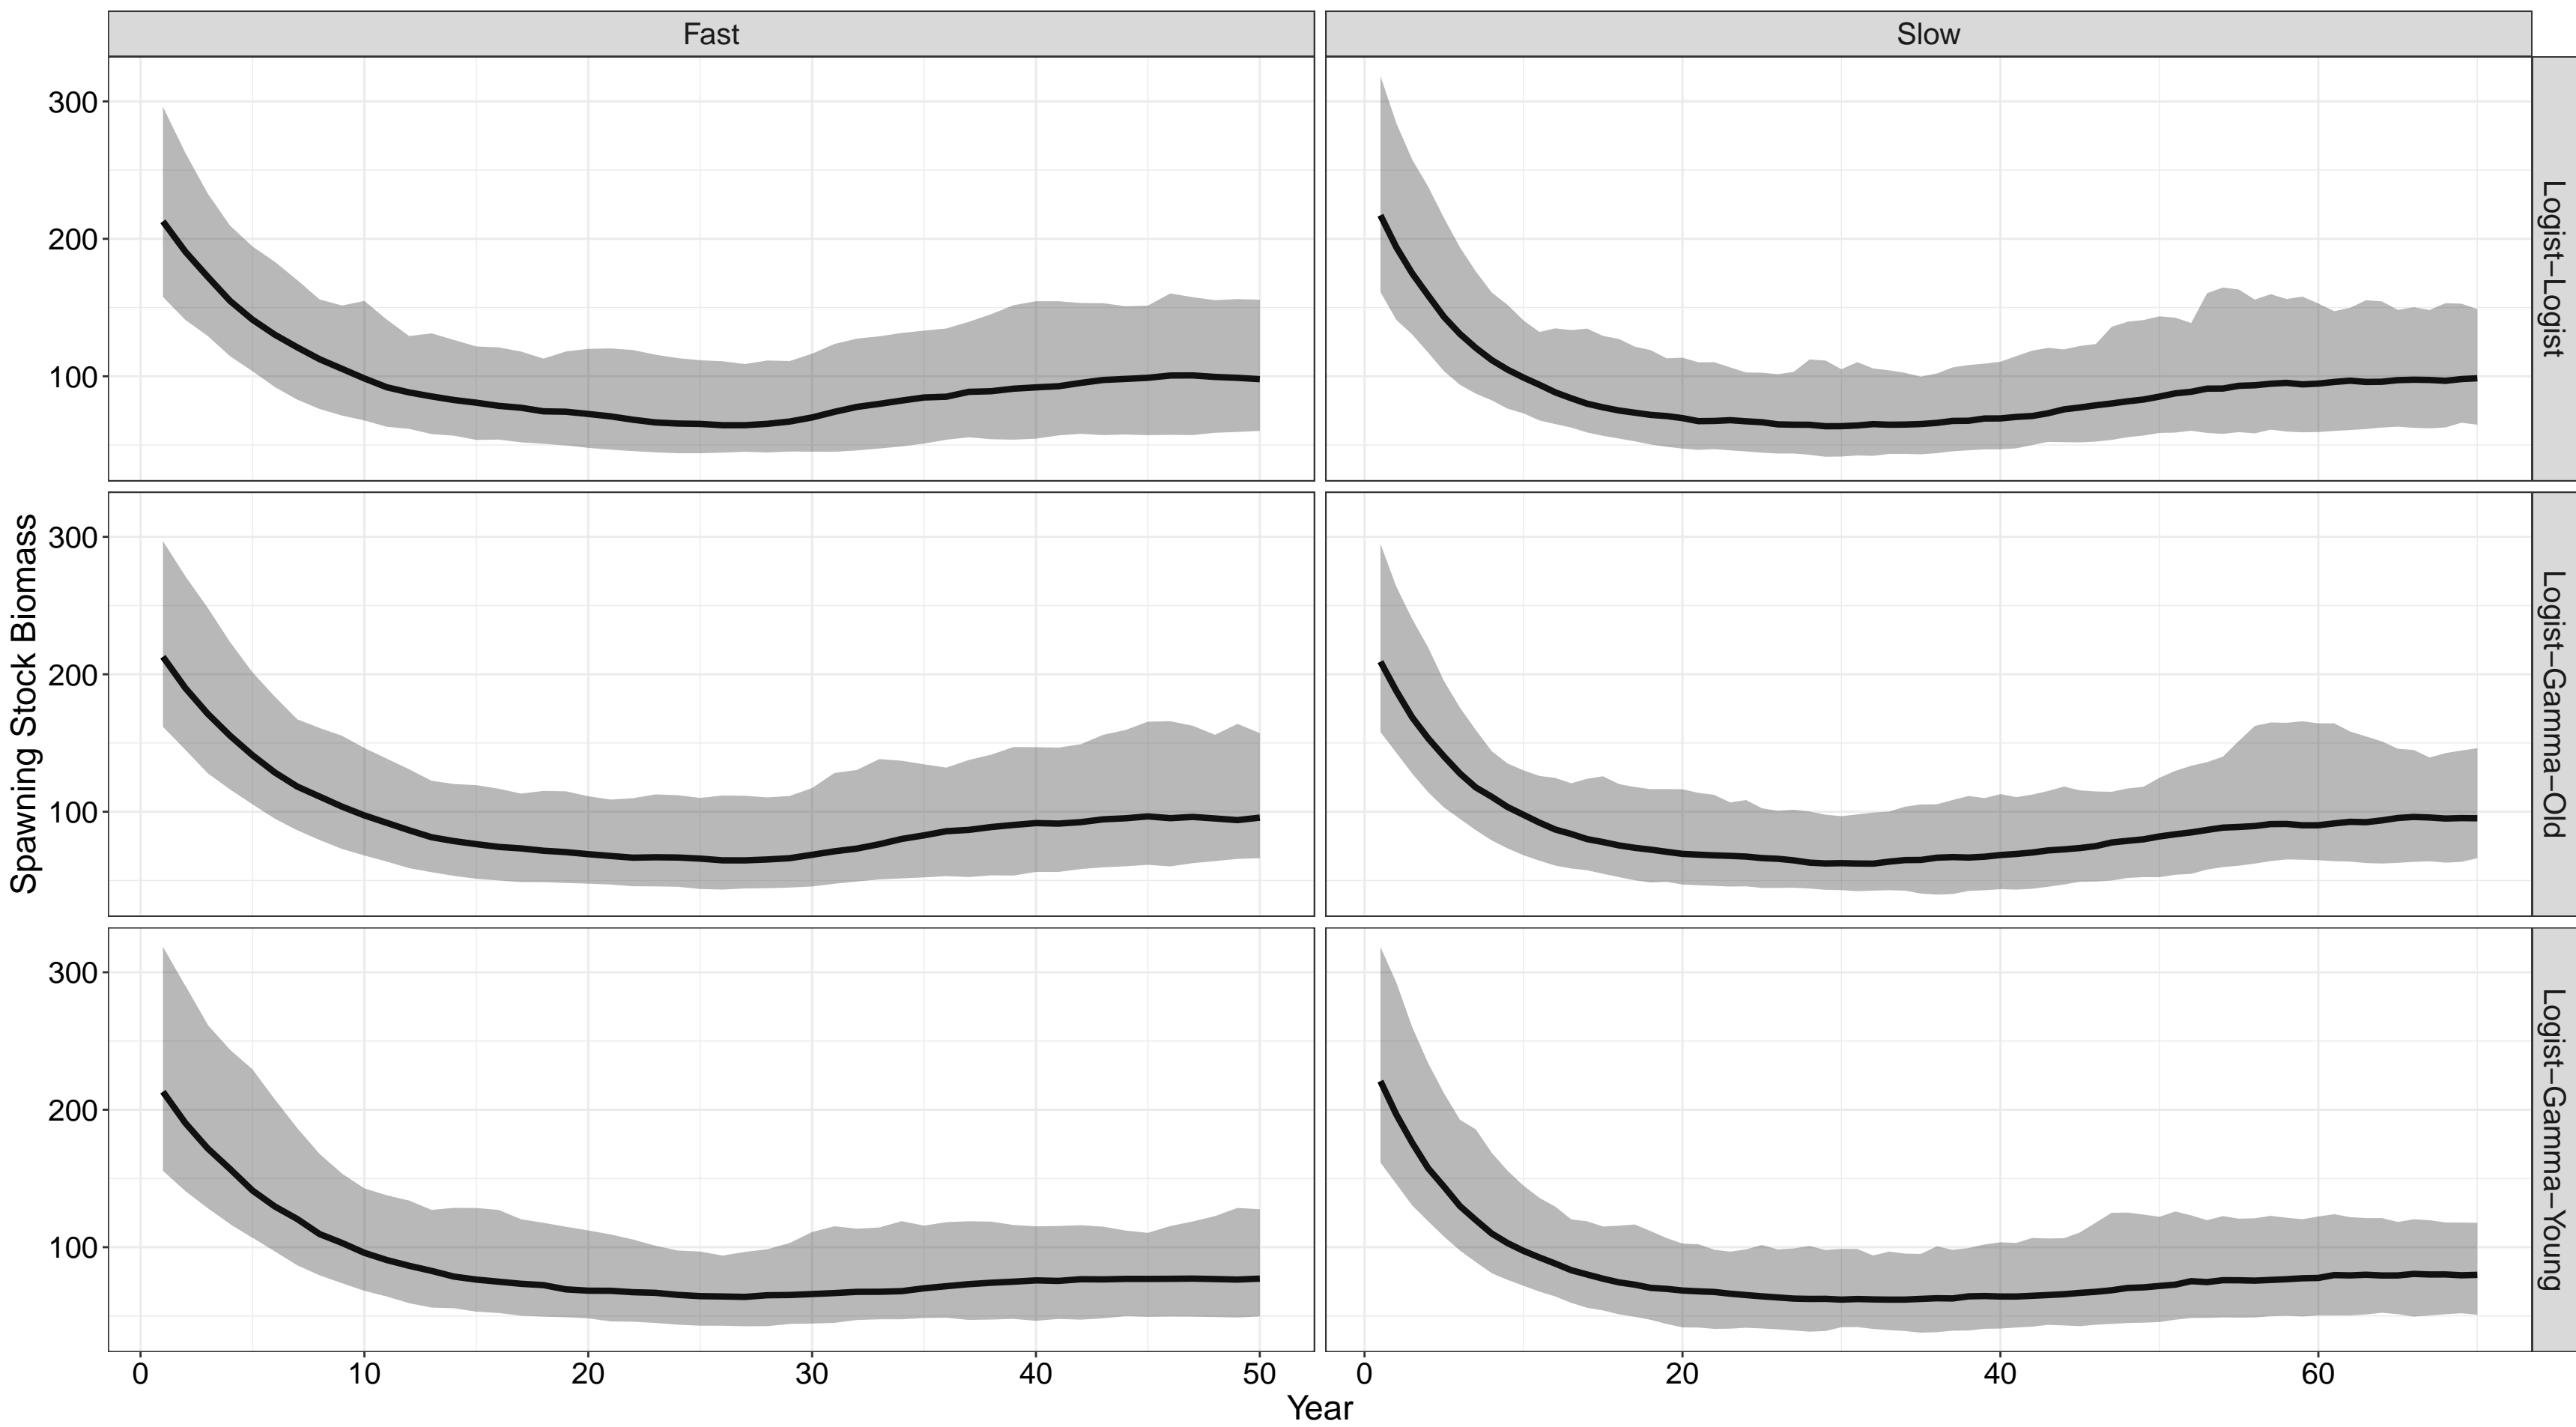 Fast
Slow
300
200
100
Logist−Logist
Spawning Stock Biomass
300
200
100
Logist−Gamma−Old
300
200
100
Logist−Gamma−Young
0 10 20 30 40 50
0 20 40 60
Year